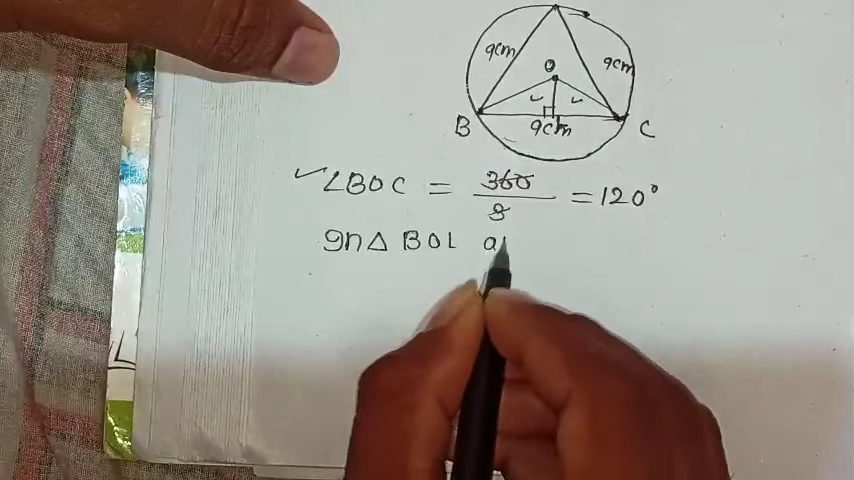 9cm
9cm
O
B
9cm
C
∠BOC = 360/3 = 120°
In △ BOL a